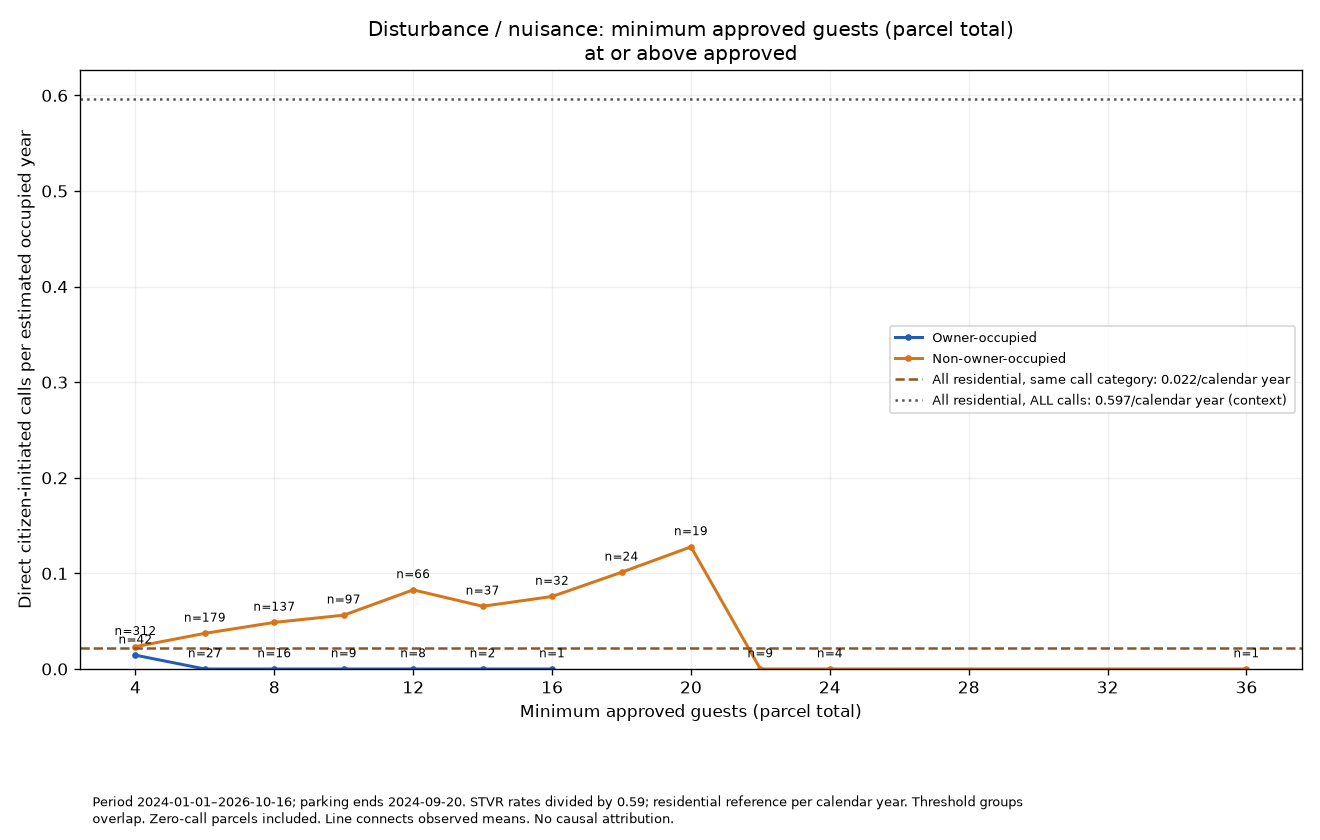 Disturbance / nuisance: minimum approved guests (parcel total)
at or above approved
Direct citizen-initiated calls per estimated occupied year
0.6
0.5
0.4
0.3
0.2
0.1
0.0
Owner-occupied
Non-owner-occupied
All residential, same call category: 0.022/calendar year
All residential, ALL calls: 0.597/calendar year (context)
n=312
n=179
n=137
n=97
n=66
n=37
n=32
n=24
n=19
n=9
n=4
n=1
n=42
n=27
n=16
n=9
n=8
n=2
n=1
4 8 12 16 20 24 28 32 36
Minimum approved guests (parcel total)
Period 2024-01-01–2026-10-16; parking ends 2024-09-20. STVR rates divided by 0.59; residential reference per calendar year. Threshold groups
overlap. Zero-call parcels included. Line connects observed means. No causal attribution.